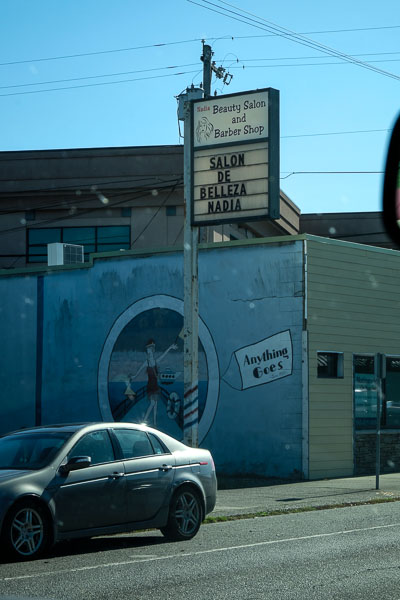 Nadia Beauty Salon
and
Barber Shop
SALON
DE
BELLEZA
NADIA
Anything
Goes